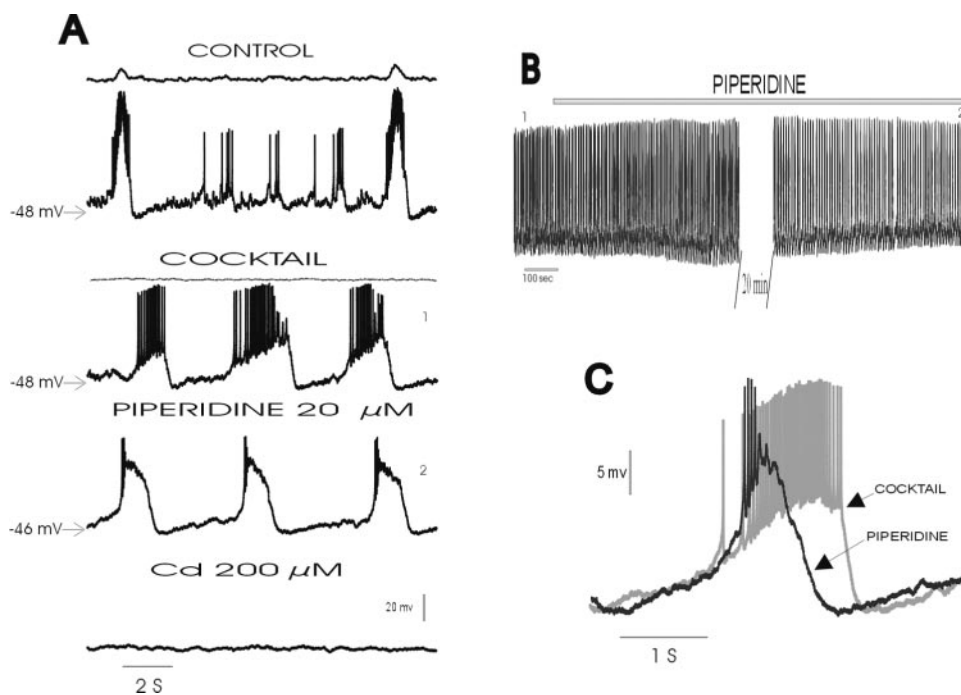 A
CONTROL
-48 mV
COCKTAIL
1
-48 mV
PIPERIDINE 20 μM
2
-46 mV
Cd 200 μM
20 mv
2 S
B
PIPERIDINE
1
2
100 sec
20 min
C
5 mv
COCKTAIL
PIPERIDINE
1 S